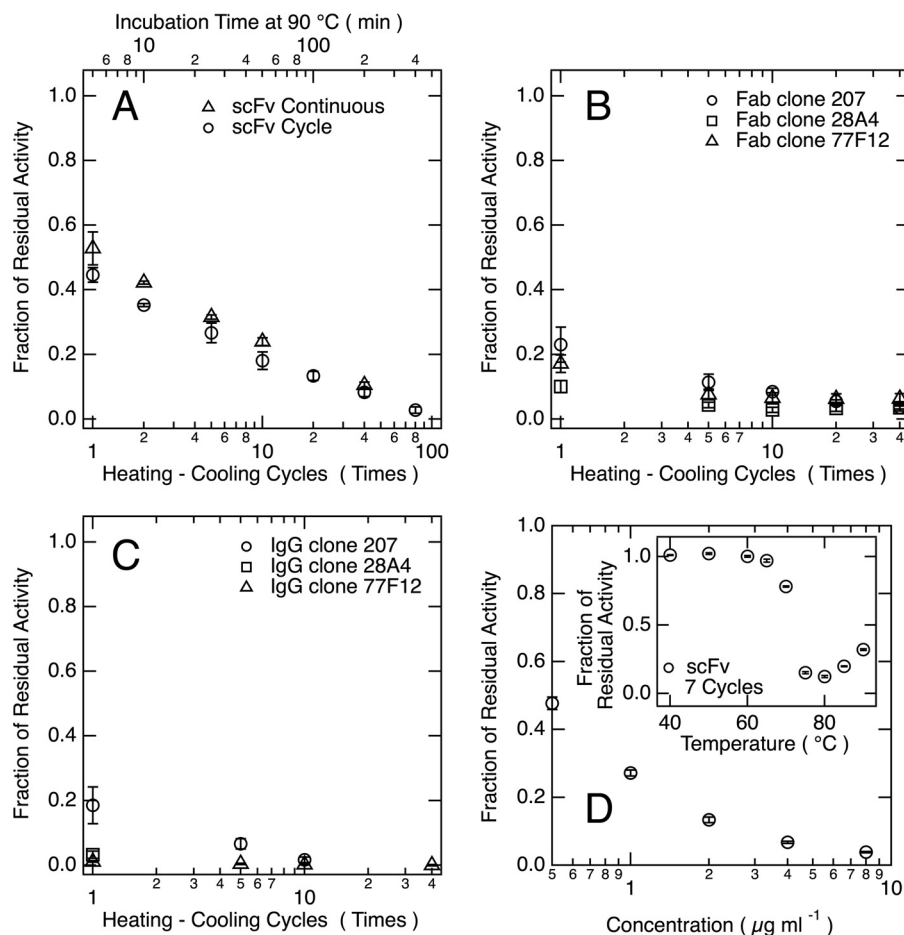 Incubation Time at 90 °C ( min )
10 100
6 8 2 4 6 8 2 4
A
△ scFv Continuous
○ scFv Cycle
Fraction of Residual Activity
1.0
0.8
0.6
0.4
0.2
0.0
1 2 4 6 8 10 2 4 6 8 100
Heating - Cooling Cycles ( Times )
B
○ Fab clone 207
□ Fab clone 28A4
△ Fab clone 77F12
Fraction of Residual Activity
1.0
0.8
0.6
0.4
0.2
0.0
1 2 3 4 5 6 7 10 2 3 4
Heating - Cooling Cycles ( Times )
C
○ IgG clone 207
□ IgG clone 28A4
△ IgG clone 77F12
Fraction of Residual Activity
1.0
0.8
0.6
0.4
0.2
0.0
1 2 3 4 5 6 7 10 2 3 4
Heating - Cooling Cycles ( Times )
D
Fraction of Residual Activity
1.0
0.8
0.6
0.4
0.2
0.0
5 6 7 8 9 1 2 3 4 5 6 7 8 9 10
Concentration ( µg ml -1 )
Fraction of
Residual Activity
1.0
0.5
0.0
○ scFv
7 Cycles
40 60 80
Temperature ( °C )